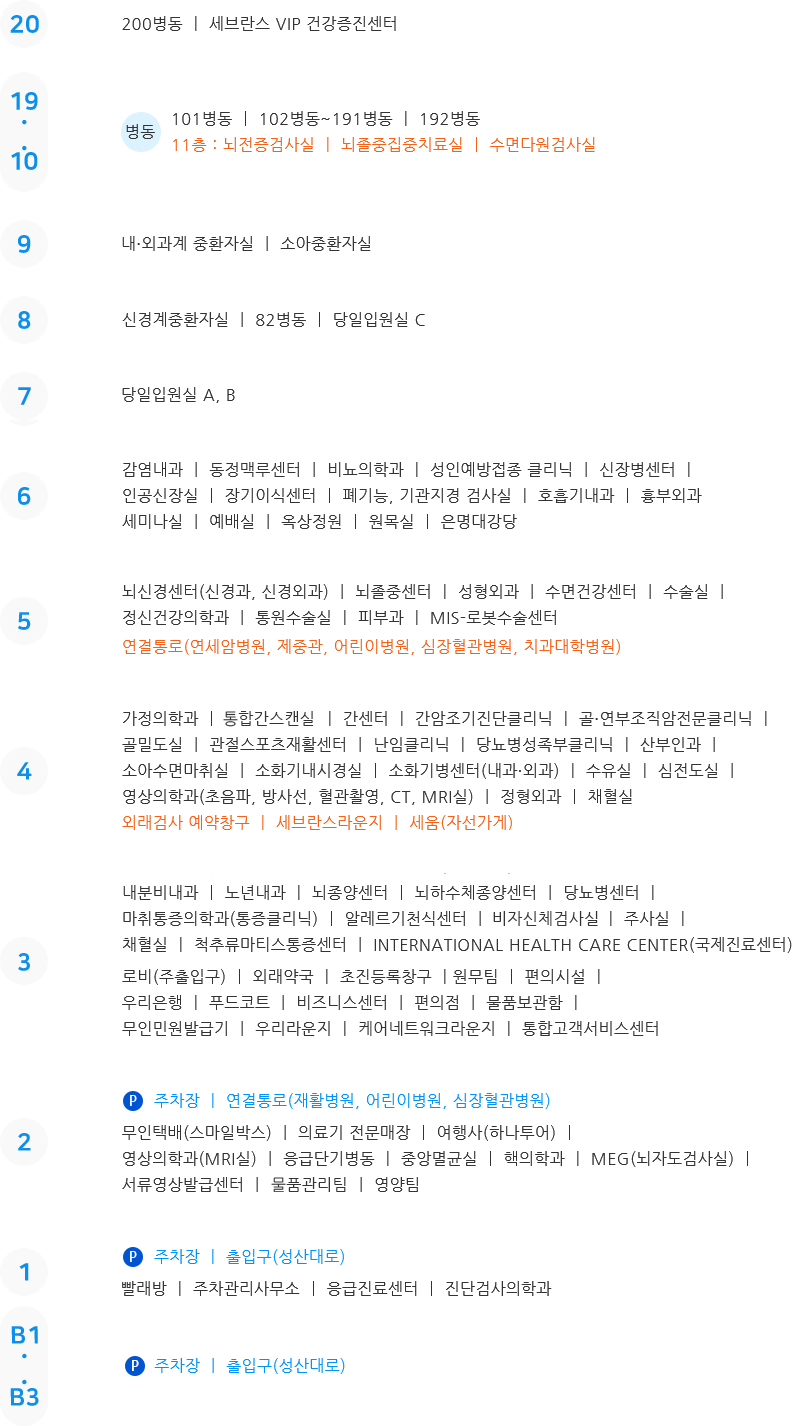 20
200병동 | 세브란스 VIP 건강증진센터
19
·
·
10
병동
101병동 | 102병동~191병동 | 192병동
11층 : 뇌전증검사실 | 뇌졸중집중치료실 | 수면다원검사실
9
내·외과계 중환자실 | 소아중환자실
8
신경계중환자실 | 82병동 | 당일입원실 C
7
당일입원실 A, B
6
감염내과 | 동정맥루센터 | 비뇨의학과 | 성인예방접종 클리닉 | 신장병센터 |
인공신장실 | 장기이식센터 | 폐기능, 기관지경 검사실 | 호흡기내과 | 흉부외과
세미나실 | 예배실 | 옥상정원 | 원목실 | 은명대강당
5
뇌신경센터(신경과, 신경외과) | 뇌졸중센터 | 성형외과 | 수면건강센터 | 수술실 |
정신건강의학과 | 통원수술실 | 피부과 | MIS-로봇수술센터
연결통로(연세암병원, 제중관, 어린이병원, 심장혈관병원, 치과대학병원)
4
가정의학과 | 통합간스캔실 | 간센터 | 간암조기진단클리닉 | 골·연부조직암전문클리닉 |
골밀도실 | 관절스포츠재활센터 | 난임클리닉 | 당뇨병성족부클리닉 | 산부인과 |
소아수면마취실 | 소화기내시경실 | 소화기병센터(내과·외과) | 수유실 | 심전도실 |
영상의학과(초음파, 방사선, 혈관촬영, CT, MRI실) | 정형외과 | 채혈실
외래검사 예약창구 | 세브란스라운지 | 세움(자선가게)
3
내분비내과 | 노년내과 | 뇌종양센터 | 뇌하수체종양센터 | 당뇨병센터 |
마취통증의학과(통증클리닉) | 알레르기천식센터 | 비자신체검사실 | 주사실 |
채혈실 | 척추류마티스통증센터 | INTERNATIONAL HEALTH CARE CENTER(국제진료센터)
로비(주출입구) | 외래약국 | 초진등록창구 | 원무팀 | 편의시설 |
우리은행 | 푸드코트 | 비즈니스센터 | 편의점 | 물품보관함 |
무인민원발급기 | 우리라운지 | 케어네트워크라운지 | 통합고객서비스센터
2
P 주차장 | 연결통로(재활병원, 어린이병원, 심장혈관병원)
무인택배(스마일박스) | 의료기 전문매장 | 여행사(하나투어) |
영상의학과(MRI실) | 응급단기병동 | 중앙멸균실 | 핵의학과 | MEG(뇌자도검사실) |
서류영상발급센터 | 물품관리팀 | 영양팀
1
P 주차장 | 출입구(성산대로)
빨래방 | 주차관리사무소 | 응급진료센터 | 진단검사의학과
B1
·
·
B3
P 주차장 | 출입구(성산대로)